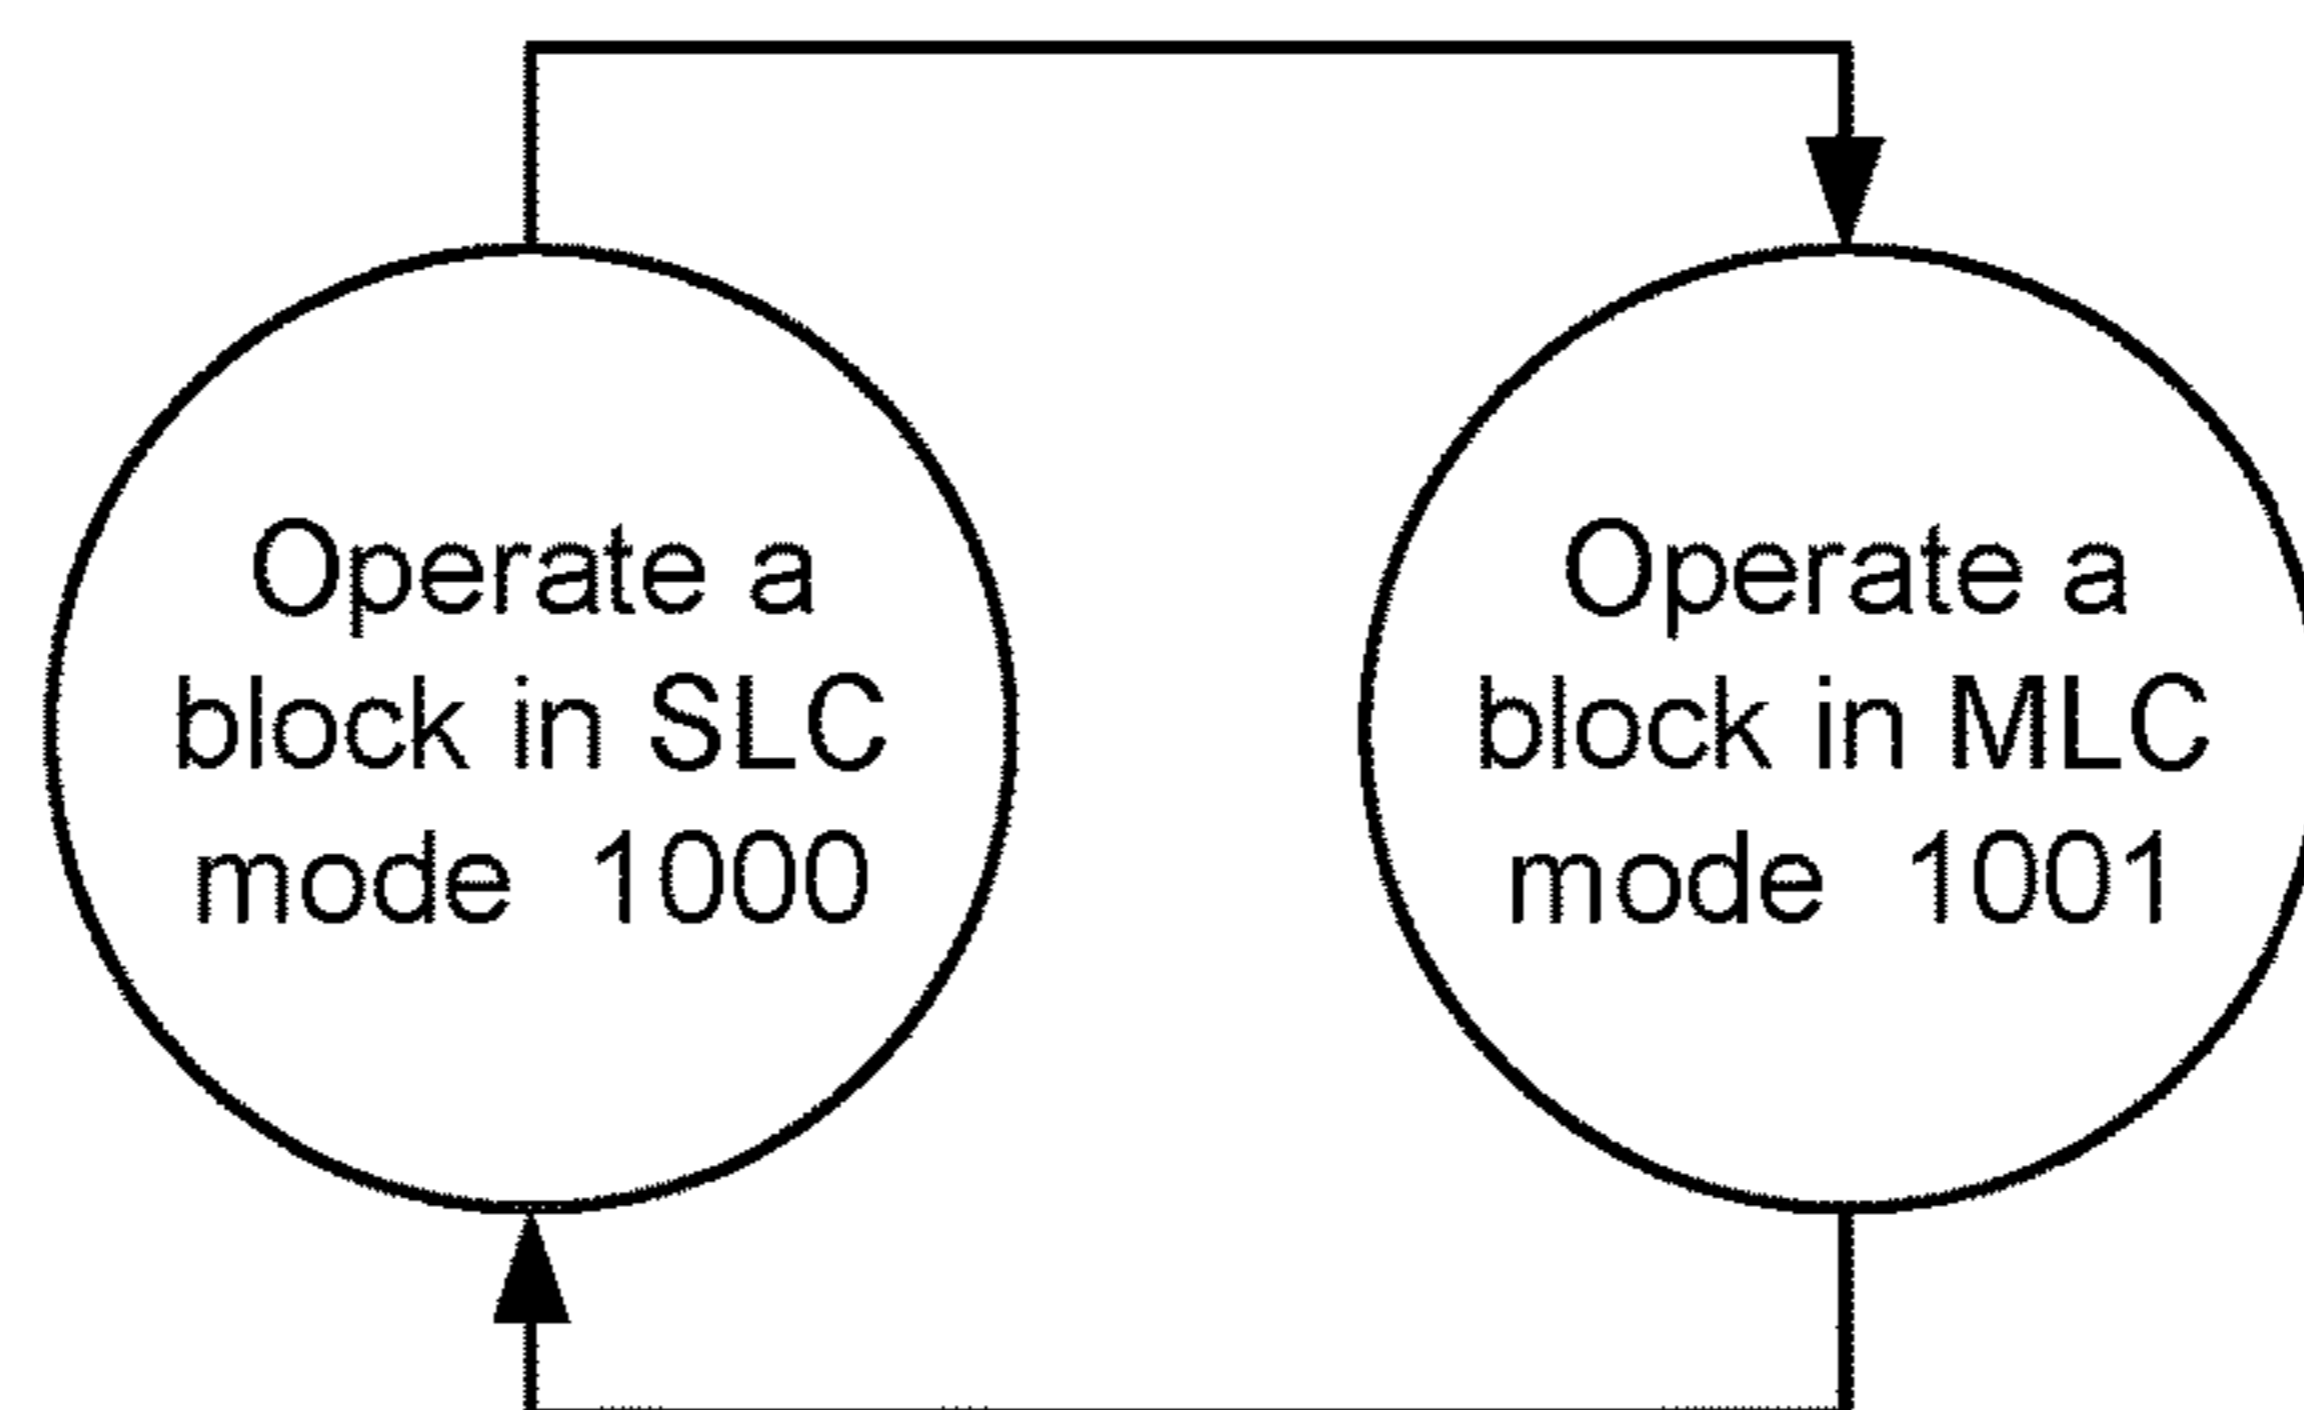 Operate a
block in SLC
mode 1000
Operate a
block in MLC
mode 1001